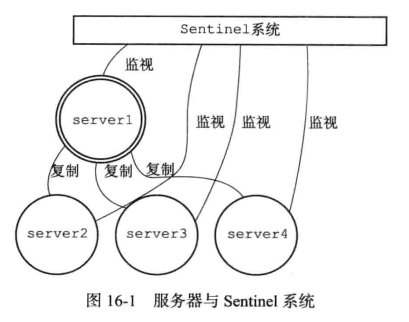 Sentinel系统
监视
server1
监视
监视
监视
复制
复制
复制
server2
server3
server4
图 16-1 服务器与 Sentinel 系统